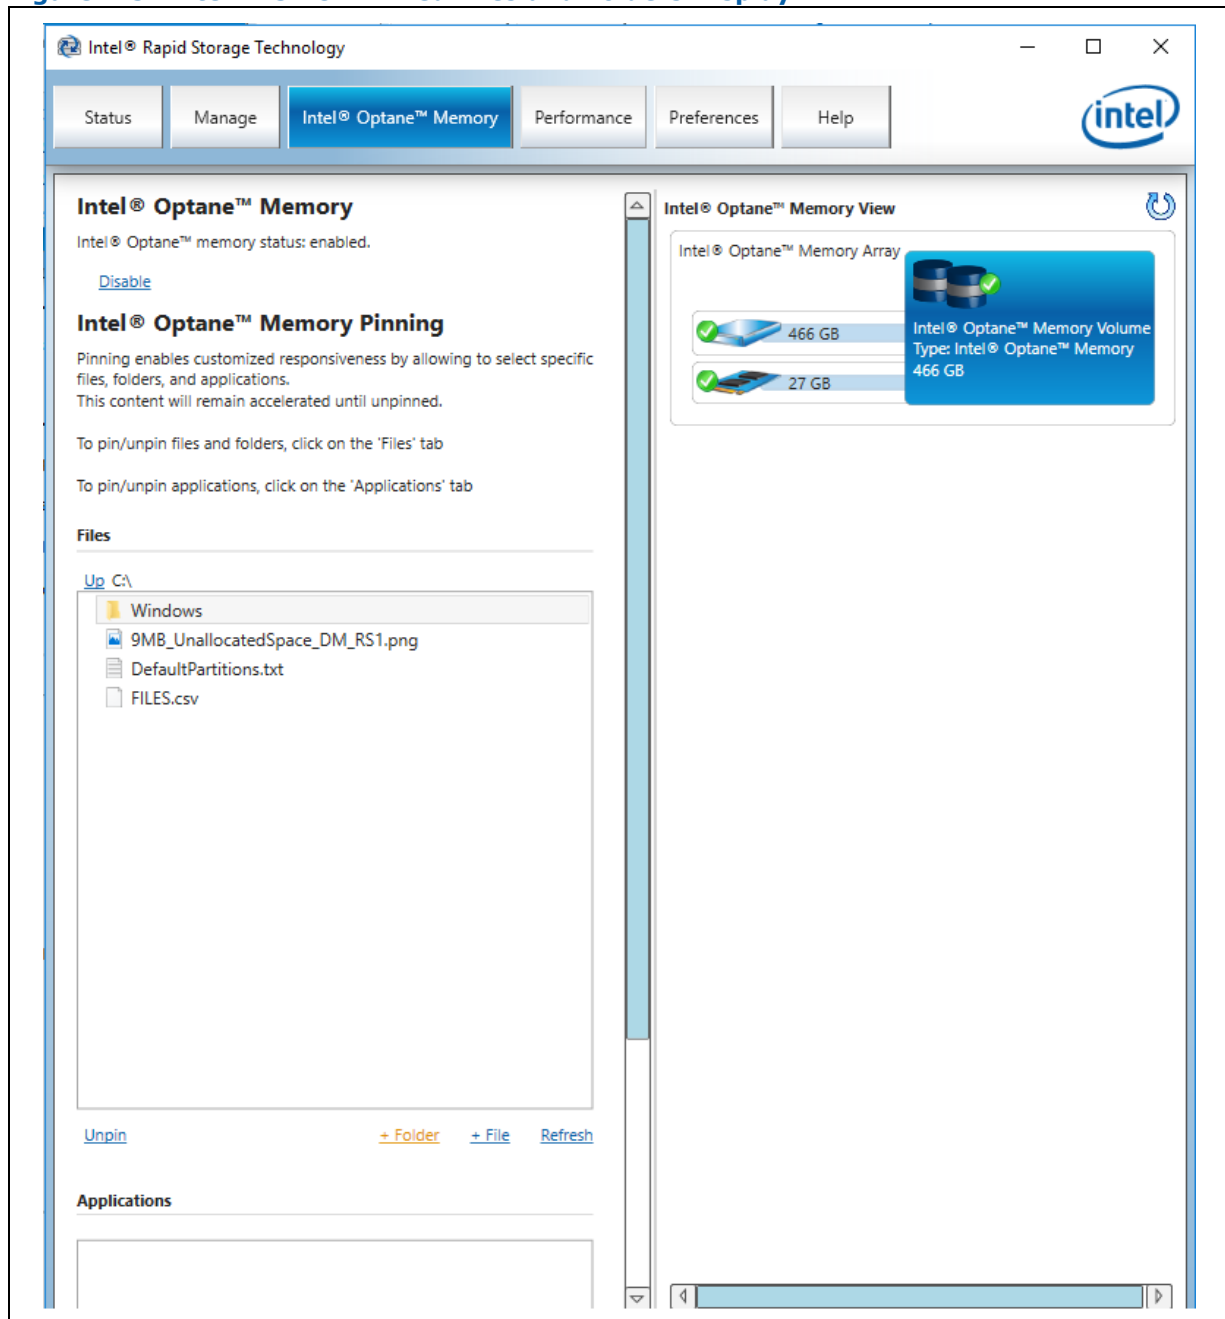 Intel® Rapid Storage Technology
Status
Manage
Intel® Optane™ Memory
Performance
Preferences
Help
intel
Intel® Optane™ Memory
Intel® Optane™ memory status: enabled.
Disable
Intel® Optane™ Memory Pinning
Pinning enables customized responsiveness by allowing to select specific
files, folders, and applications.
This content will remain accelerated until unpinned.
To pin/unpin files and folders, click on the 'Files' tab
To pin/unpin applications, click on the 'Applications' tab
Files
Up C:\
Windows
9MB_UnallocatedSpace_DM_RS1.png
DefaultPartitions.txt
FILES.csv
Unpin
+ Folder
+ File
Refresh
Applications
Intel® Optane™ Memory View
Intel® Optane™ Memory Array
466 GB
27 GB
Intel® Optane™ Memory Volume
Type: Intel® Optane™ Memory
466 GB